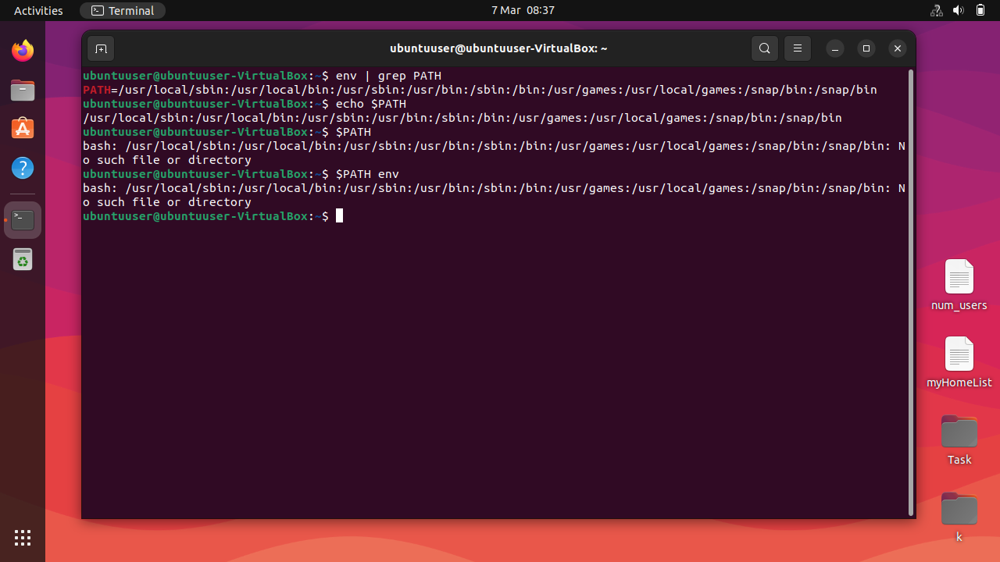 Activities
Terminal
7 Mar 08:37
ubuntuuser@ubuntuuser-VirtualBox: ~
ubuntuuser@ubuntuuser-VirtualBox:~$ env | grep PATH
PATH=/usr/local/sbin:/usr/local/bin:/usr/sbin:/usr/bin:/sbin:/bin:/usr/games:/usr/local/games:/snap/bin:/snap/bin
ubuntuuser@ubuntuuser-VirtualBox:~$ echo $PATH
/usr/local/sbin:/usr/local/bin:/usr/sbin:/usr/bin:/sbin:/bin:/usr/games:/usr/local/games:/snap/bin:/snap/bin
ubuntuuser@ubuntuuser-VirtualBox:~$ $PATH
bash: /usr/local/sbin:/usr/local/bin:/usr/sbin:/usr/bin:/sbin:/bin:/usr/games:/usr/local/games:/snap/bin:/snap/bin: N
o such file or directory
ubuntuuser@ubuntuuser-VirtualBox:~$ $PATH env
bash: /usr/local/sbin:/usr/local/bin:/usr/sbin:/usr/bin:/sbin:/bin:/usr/games:/usr/local/games:/snap/bin:/snap/bin: N
o such file or directory
ubuntuuser@ubuntuuser-VirtualBox:~$
num_users
myHomeList
Task
k